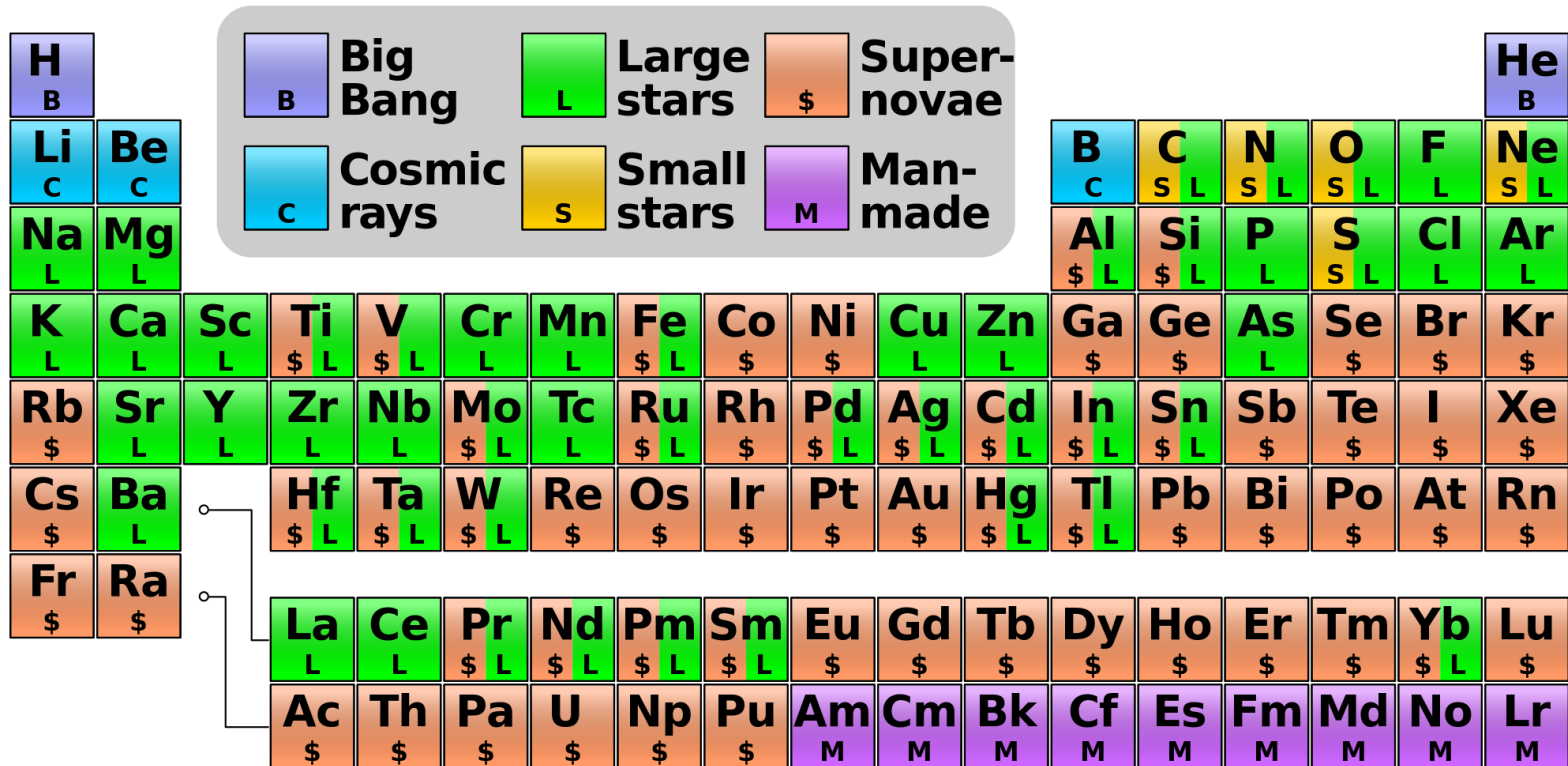 H
B
Big
Bang
B
Large
stars
L
Super-
novae
$
He
B
Cosmic
rays
C
Small
stars
S
Man-
made
M
Li Be B C N O F Ne
C C C S L S L S L L S L
Na Mg Al Si P S Cl Ar
L L $ L $ L L S L L L
K Ca Sc Ti V Cr Mn Fe Co Ni Cu Zn Ga Ge As Se Br Kr
L L L $ L $ L L L $ L $ $ L L $ $ L $ $ $
Rb Sr Y Zr Nb Mo Tc Ru Rh Pd Ag Cd In Sn Sb Te I Xe
$ L L L L $ L L $ L $ $ L $ L $ L $ L $ L $ $ $ $
Cs Ba Hf Ta W Re Os Ir Pt Au Hg Tl Pb Bi Po At Rn
$ L $ L $ L $ L $ $ $ $ $ $ L $ L $ $ $ $ $
Fr Ra
$ $
La Ce Pr Nd Pm Sm Eu Gd Tb Dy Ho Er Tm Yb Lu
L L $ L $ L $ L $ L $ $ $ $ $ $ $ $ L $
Ac Th Pa U Np Pu Am Cm Bk Cf Es Fm Md No Lr
$ $ $ $ $ $ M M M M M M M M M